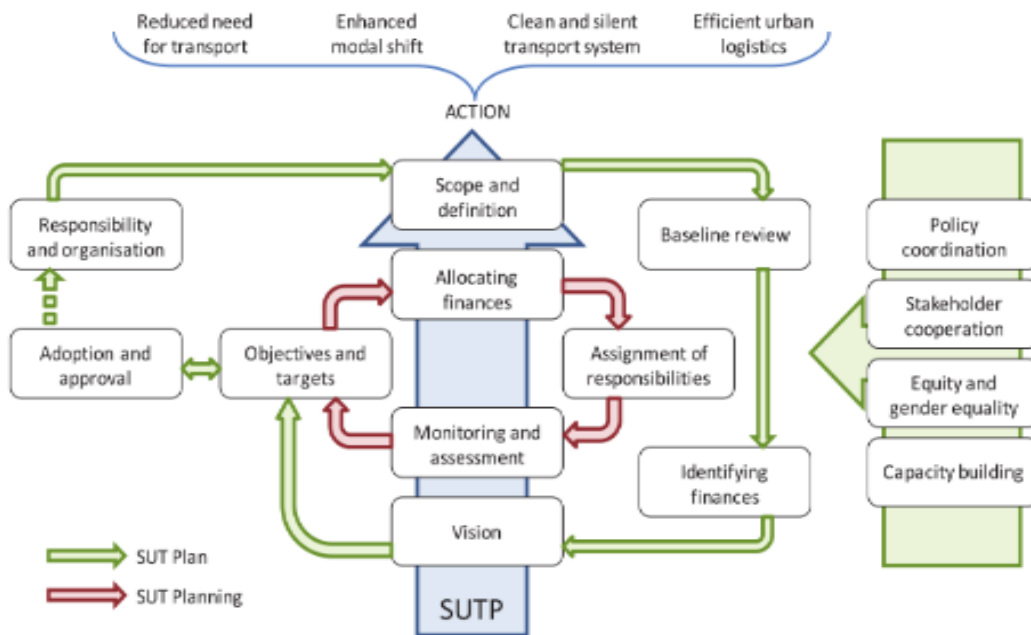 Reduced need
for transport
Enhanced
modal shift
Clean and silent
transport system
Efficient urban
logistics
ACTION
Scope and
definition
Responsibility
and organisation
Baseline review
Policy
coordination
Allocating
finances
Stakeholder
cooperation
Adoption and
approval
Objectives and
targets
Assignment of
responsibilities
Equity and
gender equality
Monitoring and
assessment
Identifying
finances
Capacity building
Vision
SUT Plan
SUT Planning
SUTP